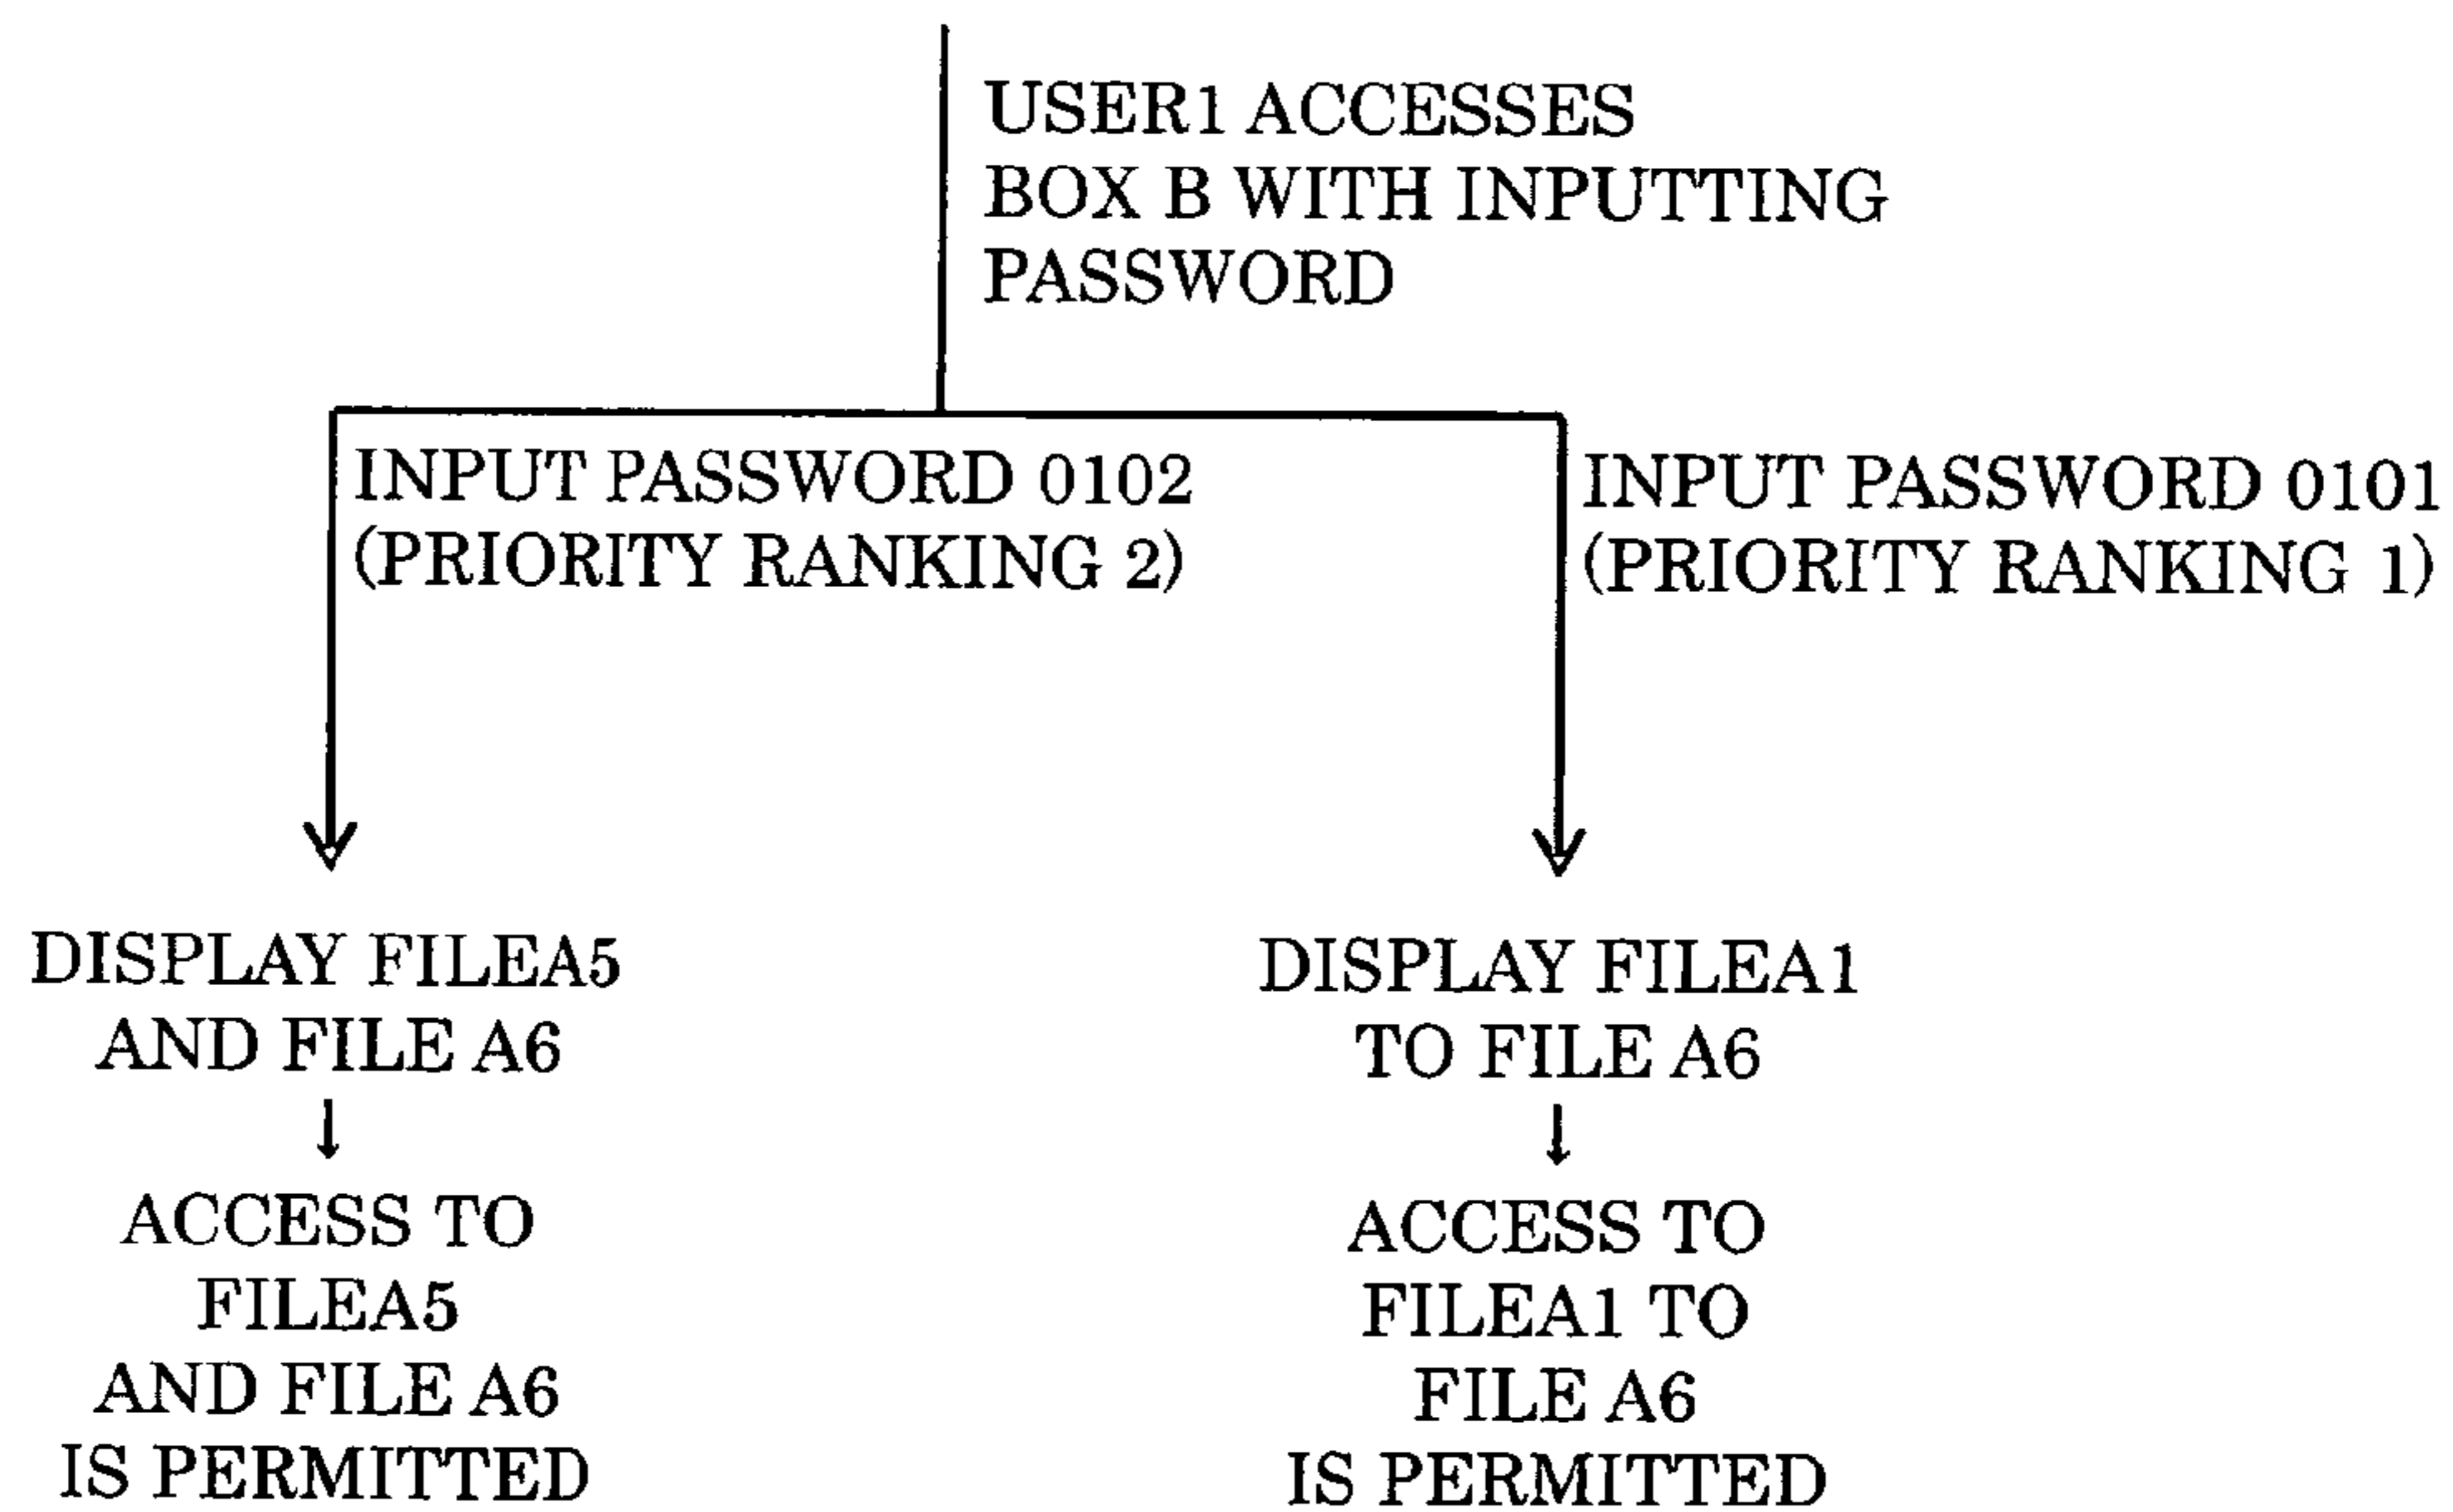 USER1 ACCESSES
BOX B WITH INPUTTING
PASSWORD
INPUT PASSWORD 0102
(PRIORITY RANKING 2)
INPUT PASSWORD 0101
(PRIORITY RANKING 1)
DISPLAY FILEA5
AND FILE A6
ACCESS TO
FILEA5
AND FILE A6
IS PERMITTED
DISPLAY FILEA1
TO FILE A6
ACCESS TO
FILEA1 TO
FILE A6
IS PERMITTED